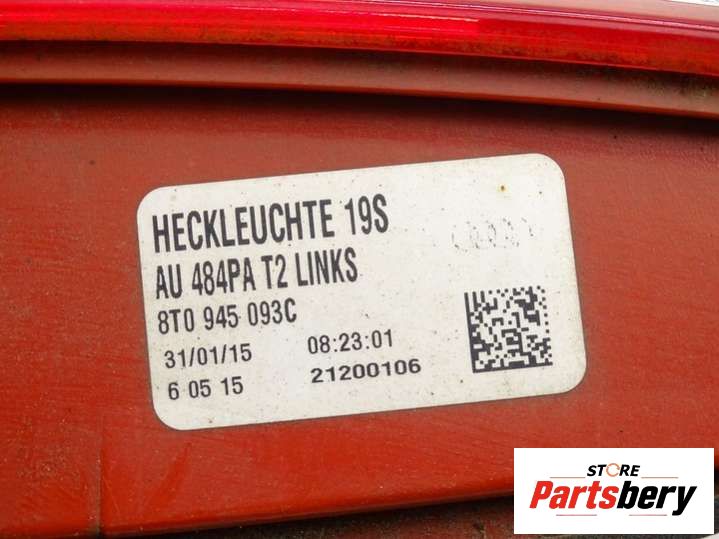 HECKLEUCHTE 19S
AU 484PA T2 LINKS
8T0 945 093C
31/01/15 08:23:01
6 05 15 21200106
STORE
Partsbery